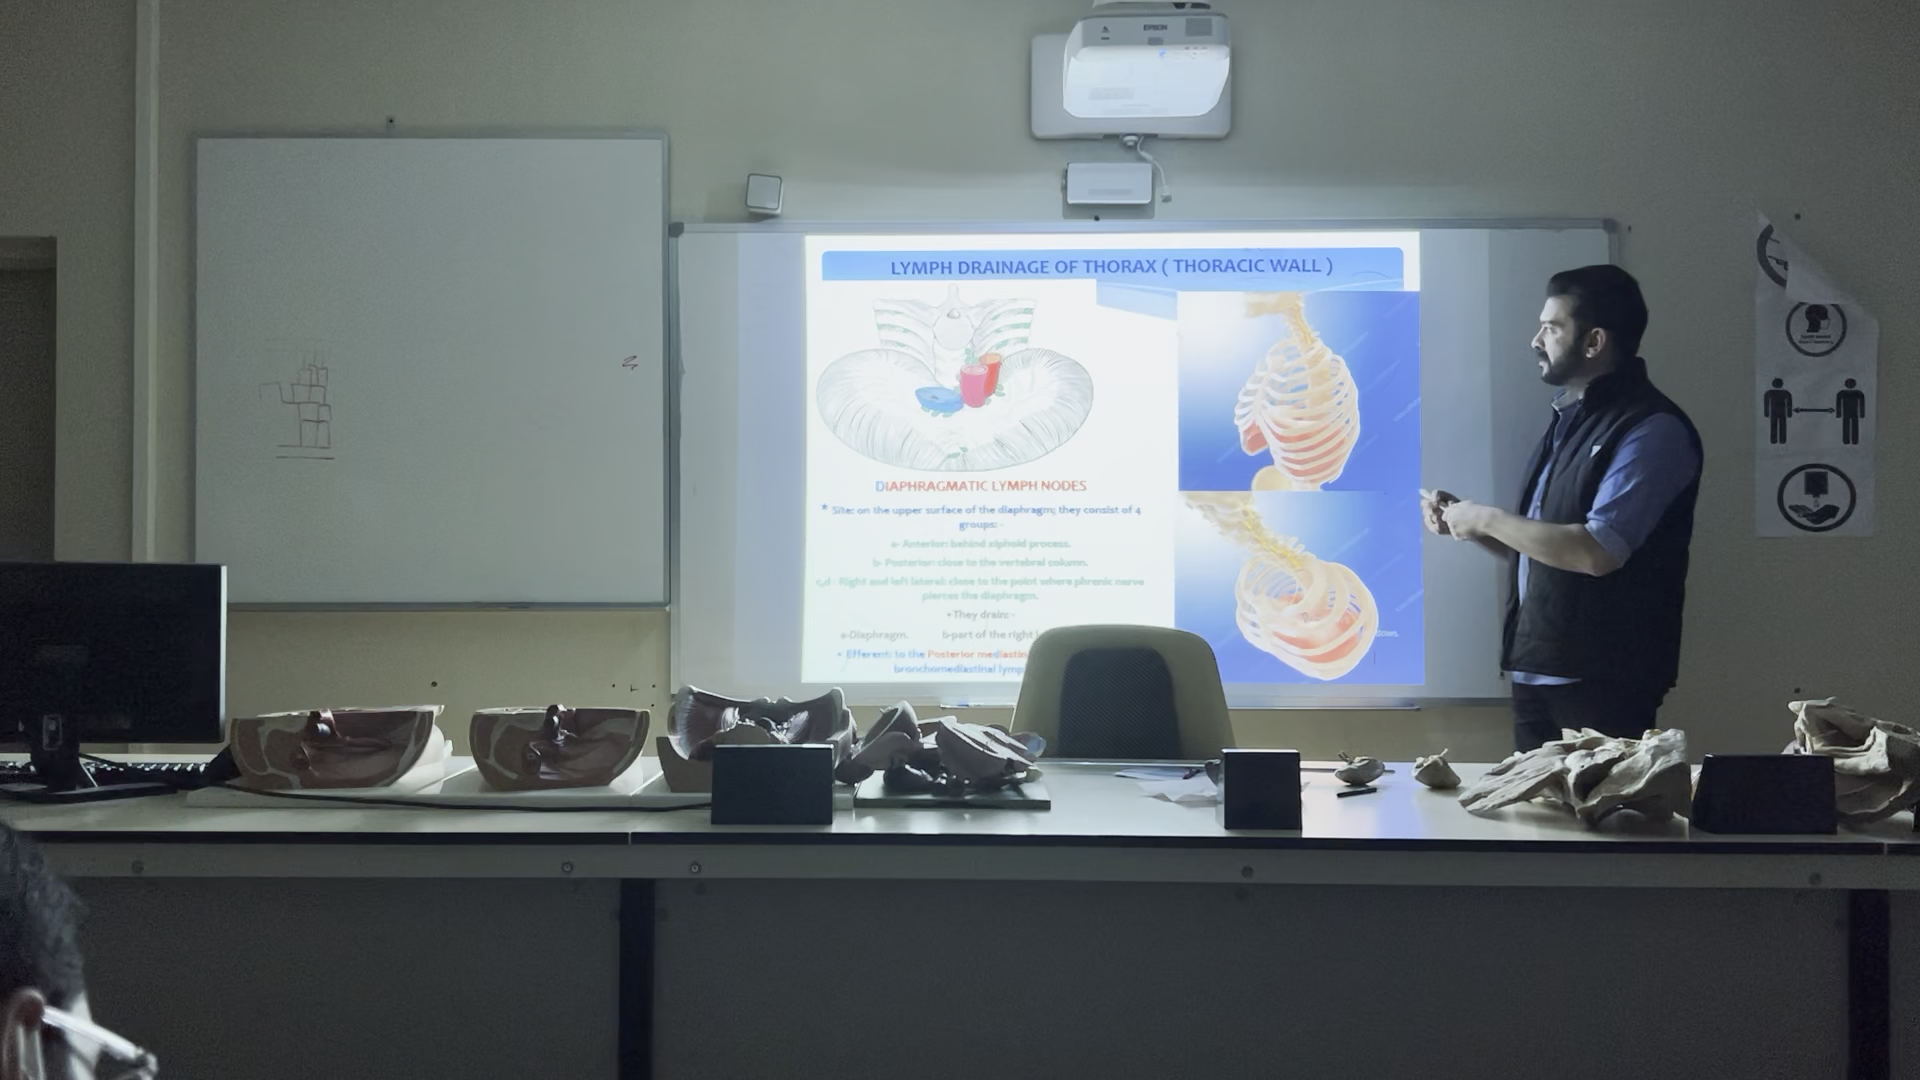 EPSON
LYMPH DRAINAGE OF THORAX ( THORACIC WALL )
DIAPHRAGMATIC LYMPH NODES
* Site: on the upper surface of the diaphragm; they consist of 4
groups: -
a- Anterior: behind xiphoid process.
b- Posterior: close to the vertebral column.
c,d - Right and left lateral: close to the point where phrenic nerve
pierces the diaphragm.
• They drain: -
a-Diaphragm. b-part of the right
• Efferent: to the Posterior mediastin
bronchomediastinal lymp